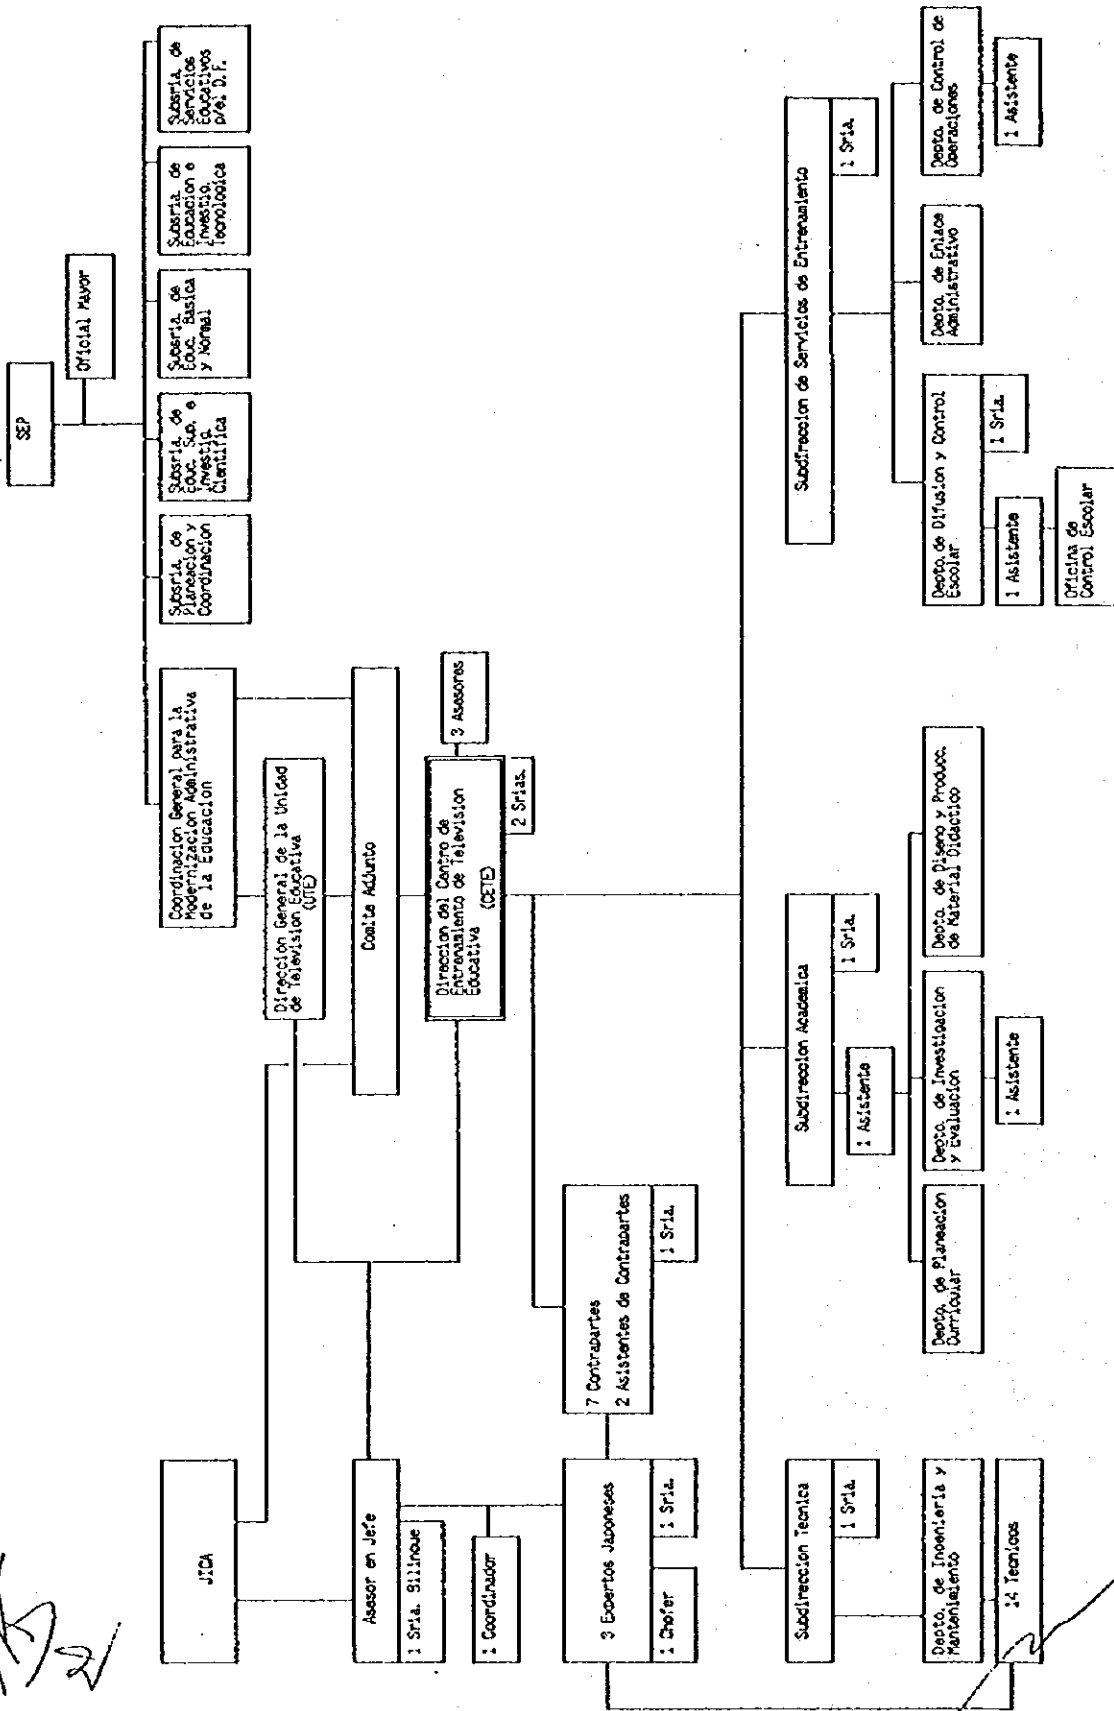 SEP
Oficial Mayor
Subsria. de
Planeacion y
Coordinacion
Subsria. de
Educ. Sup. e
Investig.
Cientifica
Subsria. de
Educ. Basica
y Normal
Subsria. de
Educacion e
Investig.
Tecnologica
Subsria. de
Servicios
Educativos
p/el D.F.
Coordinacion General para la
Modernizacion Administrativa
de la Educacion
Dirección General de la Unidad
de Television Educativa
(UTE)
JICA
Comite Adjunto
Direccion del Centro de
Entrenamiento de Television
Educativa
(CETE)
3 Asesores
2 Srias.
Asesor en Jefe
1 Sria. Bilingue
1 Coordinador
3 Expertos Japoneses
1 Chofer
1 Sria.
7 Contrapartes
2 Asistentes de Contrapartes
1 Sria.
Subdireccion Tecnica
1 Sria.
Depto. de Ingenieria y
Mantenimiento
14 Tecnicos
Subdireccion Academica
1 Sria.
1 Asistente
Depto. de Planeacion
Curricular
Depto. de Investigacion
y Evaluacion
1 Asistente
Depto. de Diseno y Producc.
de Material Didactico
Subdireccion de Servicios de Entrenamiento
1 Sria.
Depto. de Difusion y Control
Escolar
1 Asistente
1 Sria.
Oficina de
Control Escolar
Depto. de Enlace
Administrativo
Depto. de Control de
Operaciones
1 Asistente